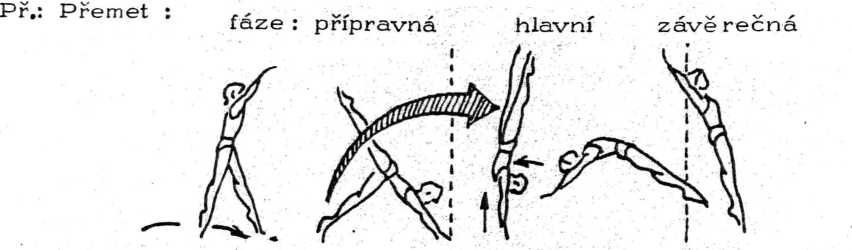 Př.: Přemet :
fáze : přípravná hlavní závěrečná